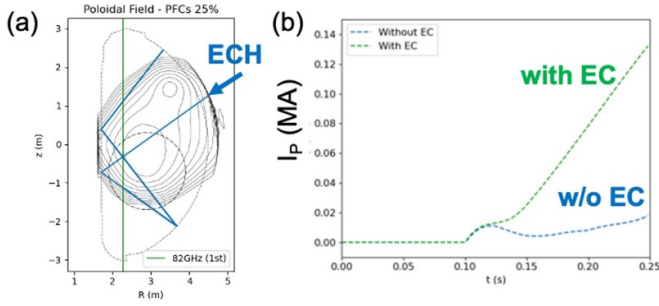 (a)
Poloidal Field - PFCs 25%
ECH
3
2
1
0
−1
−2
−3
z (m)
82GHz (1st)
1 2 3 4 5
R (m)
(b)
Without EC
With EC
with EC
w/o EC
0.14
0.12
0.10
0.08
0.06
0.04
0.02
0.00
IP (MA)
0.00 0.05 0.10 0.15 0.20 0.25
t (s)